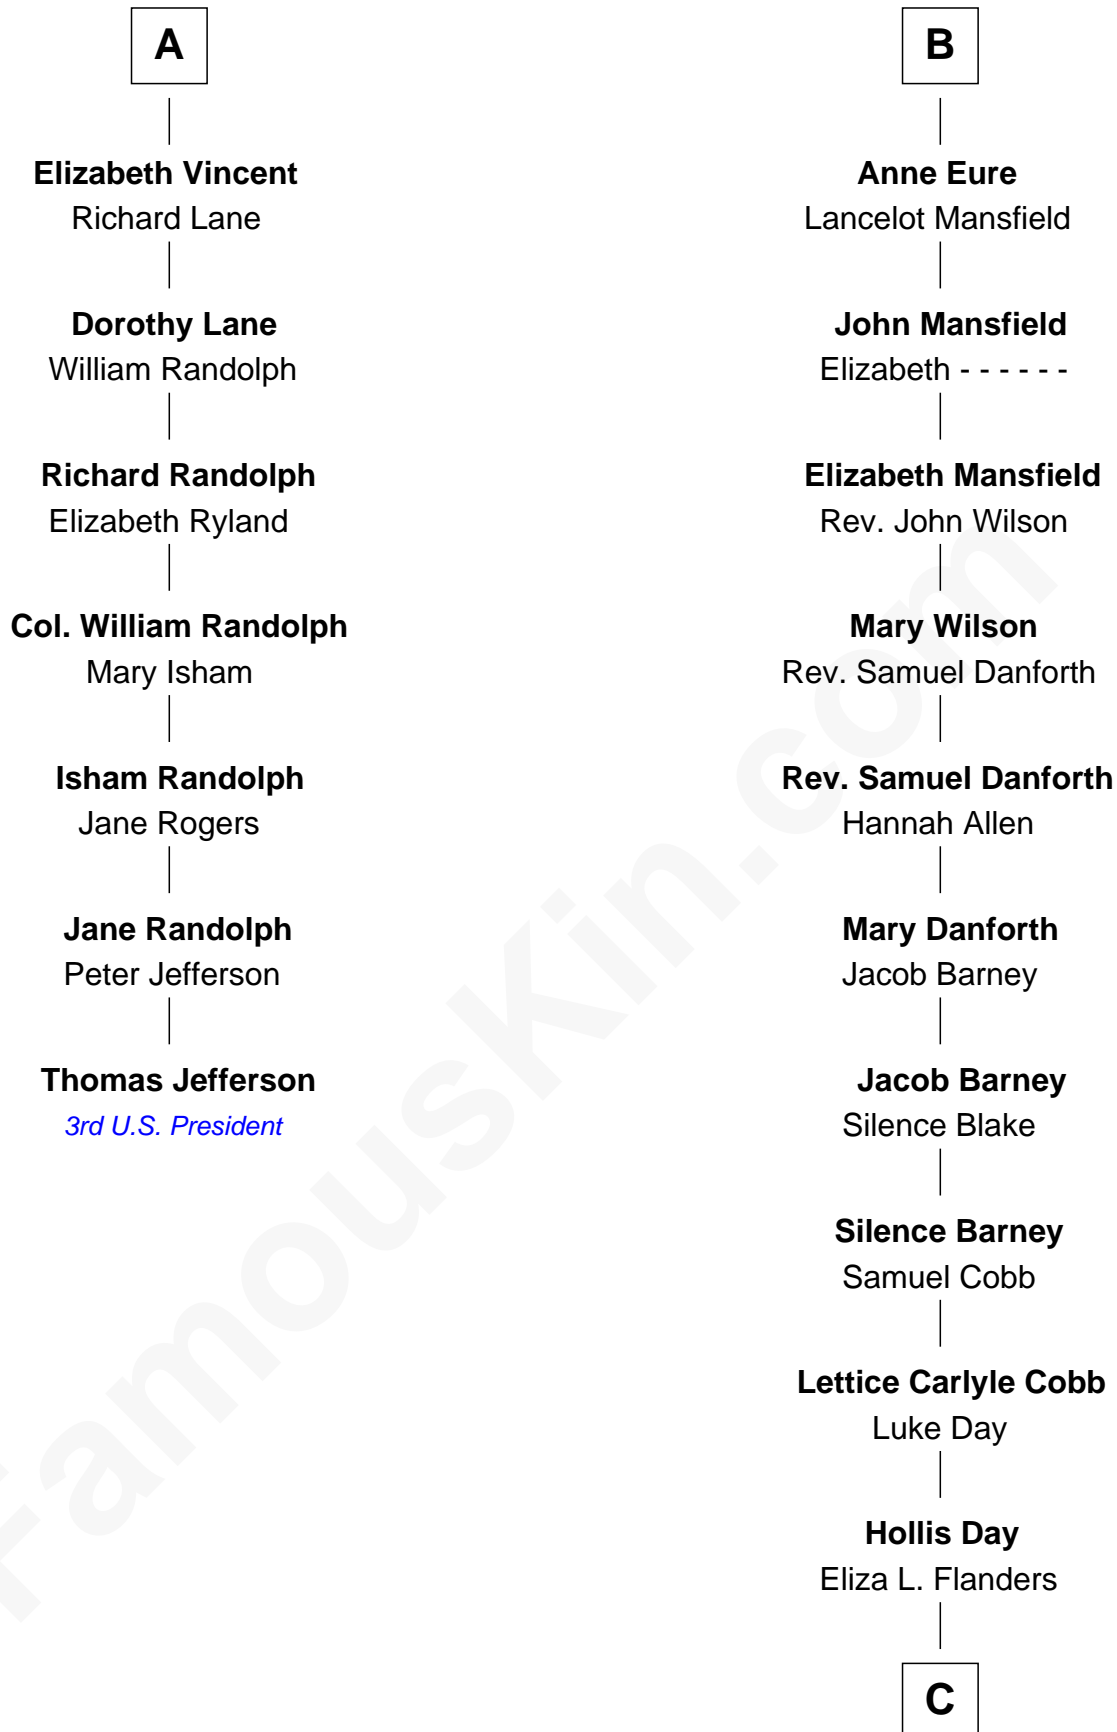 A
Elizabeth Vincent
Richard Lane
Dorothy Lane
William Randolph
Richard Randolph
Elizabeth Ryland
Col. William Randolph
Mary Isham
Isham Randolph
Jane Rogers
Jane Randolph
Peter Jefferson
Thomas Jefferson
3rd U.S. President
B
Anne Eure
Lancelot Mansfield
John Mansfield
Elizabeth - - - - - -
Elizabeth Mansfield
Rev. John Wilson
Mary Wilson
Rev. Samuel Danforth
Rev. Samuel Danforth
Hannah Allen
Mary Danforth
Jacob Barney
Jacob Barney
Silence Blake
Silence Barney
Samuel Cobb
Lettice Carlyle Cobb
Luke Day
Hollis Day
Eliza L. Flanders
C
FamousKin.com